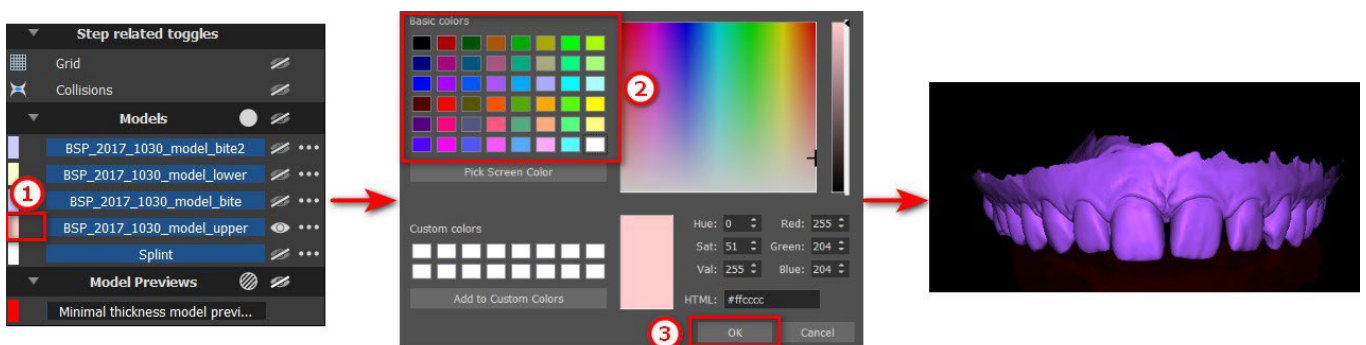 Step related toggles
Grid
Collisions
Models
BSP_2017_1030_model_bite2
BSP_2017_1030_model_lower
1
BSP_2017_1030_model_bite
BSP_2017_1030_model_upper
Splint
Model Previews
Minimal thickness model previ...
Basic colors
2
Pick Screen Color
Custom colors
Add to Custom Colors
Hue: 0 Red: 255
Sat: 51 Green: 204
Val: 255 Blue: 204
HTML: #ffcccc
3
OK Cancel